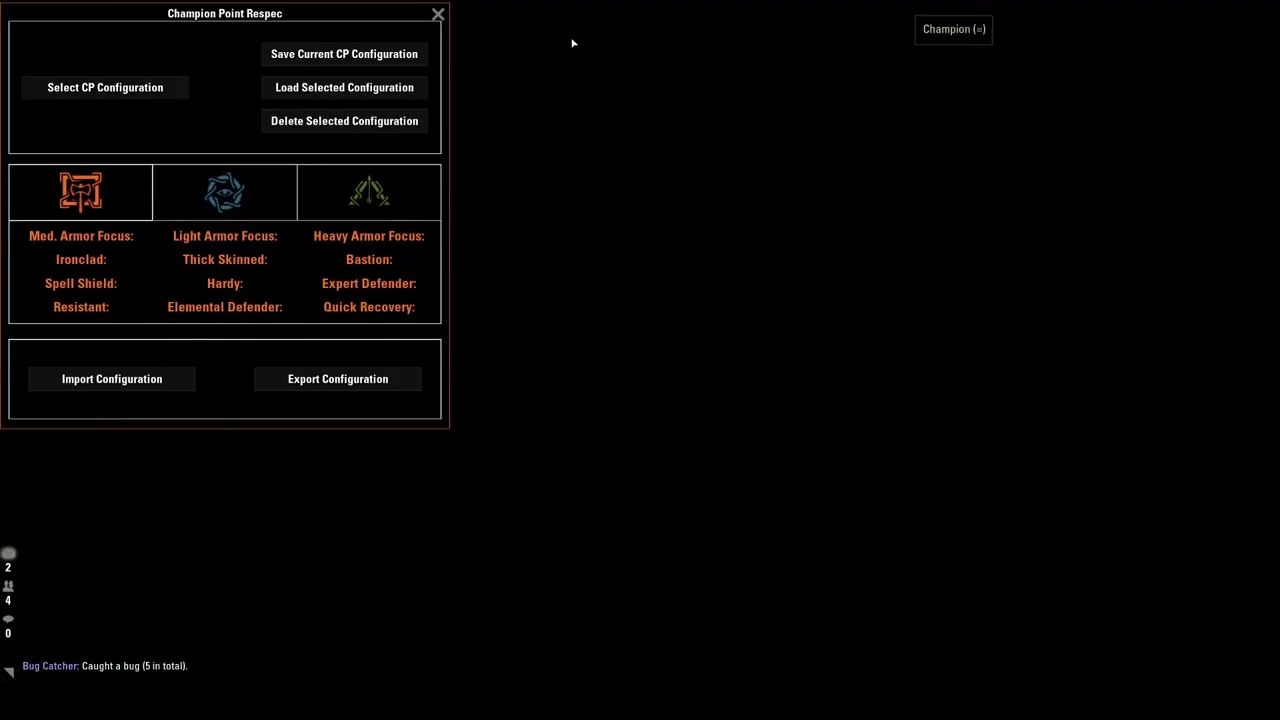 Champion Point Respec
Champion (=)
Save Current CP Configuration
Select CP Configuration
Load Selected Configuration
Delete Selected Configuration
Med. Armor Focus: Light Armor Focus: Heavy Armor Focus:
Ironclad: Thick Skinned: Bastion:
Spell Shield: Hardy: Expert Defender:
Resistant: Elemental Defender: Quick Recovery:
Import Configuration Export Configuration
2
4
0
Bug Catcher: Caught a bug (5 in total).